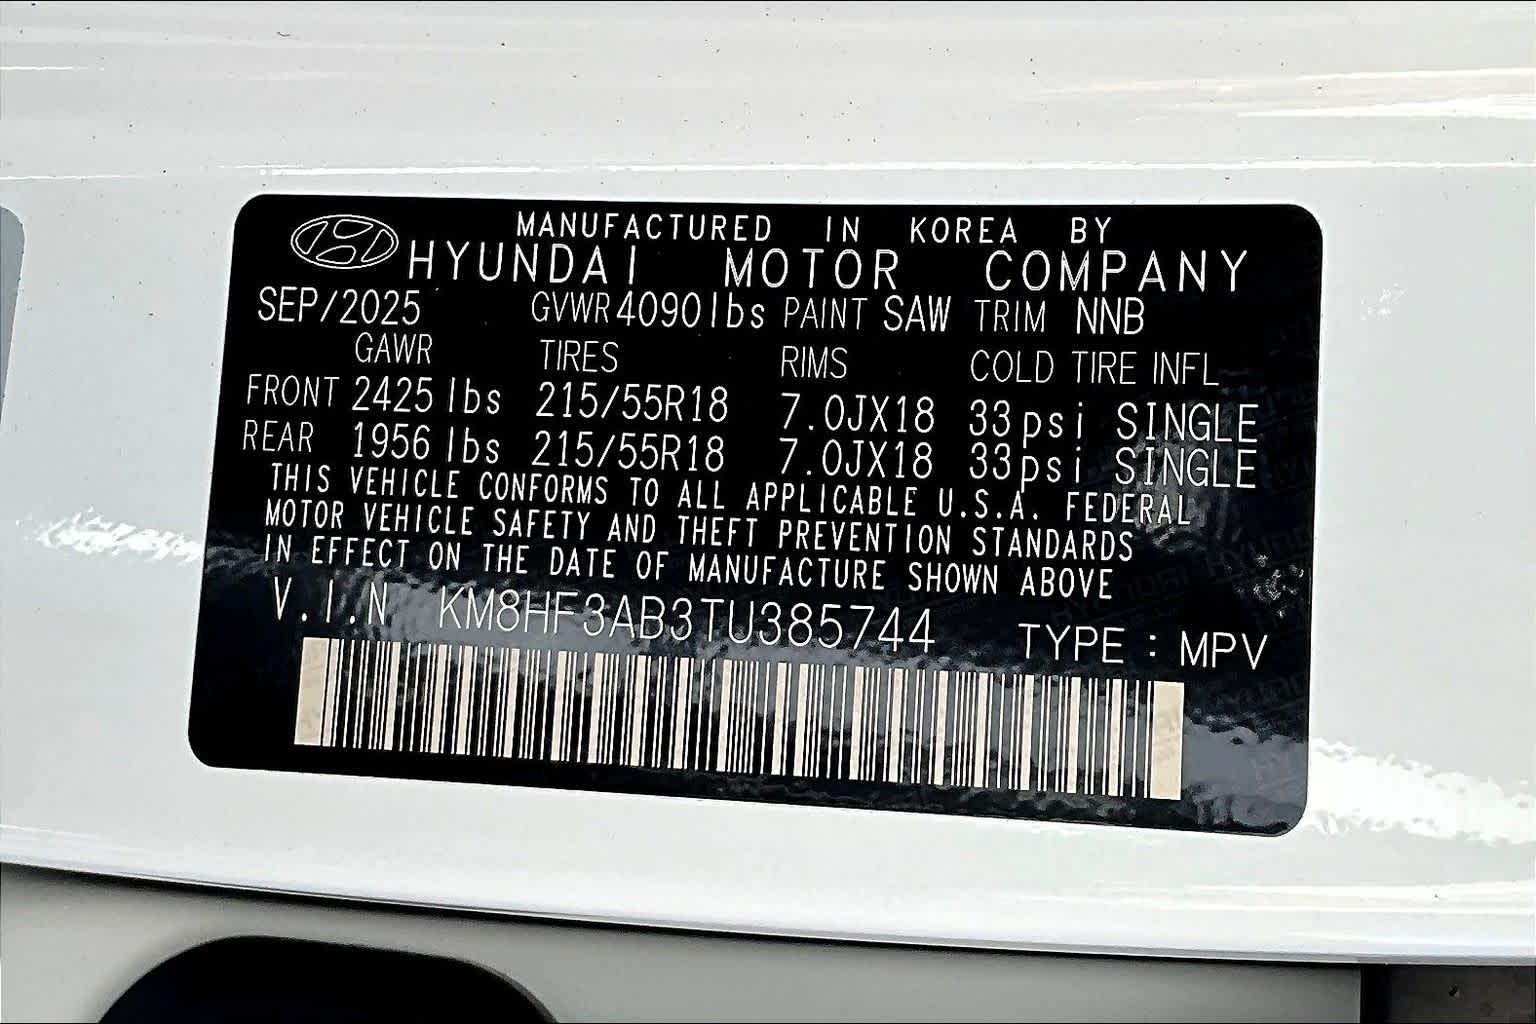 MANUFACTURED IN KOREA BY
HYUNDAI MOTOR COMPANY
SEP/2025 GVWR 4090lbs PAINT SAW TRIM NNB
GAWR TIRES RIMS COLD TIRE INFL
FRONT 2425 lbs 215/55R18 7.0JX18 33psi SINGLE
REAR 1956 lbs 215/55R18 7.0JX18 33psi SINGLE
THIS VEHICLE CONFORMS TO ALL APPLICABLE U.S.A. FEDERAL
MOTOR VEHICLE SAFETY AND THEFT PREVENTION STANDARDS
IN EFFECT ON THE DATE OF MANUFACTURE SHOWN ABOVE
V.I.N KM8HF3AB3TU385744 TYPE : MPV